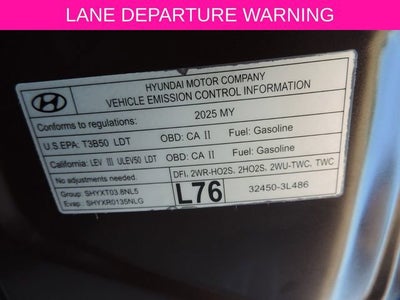 LANE DEPARTURE WARNING
HYUNDAI MOTOR COMPANY
VEHICLE EMISSION CONTROL INFORMATION
Conforms to regulations: 2025 MY
U.S EPA: T3B50 LDT OBD: CA II Fuel: Gasoline
California: LEV III ULEV50 LDT OBD: CA II Fuel: Gasoline
No adjustments needed. DFI, 2WR-HO2S, 2HO2S, 2WU-TWC, TWC
Group: SHYXT03.8NL5 L76 32450-3L486
Evap: SHYXR0135NLG